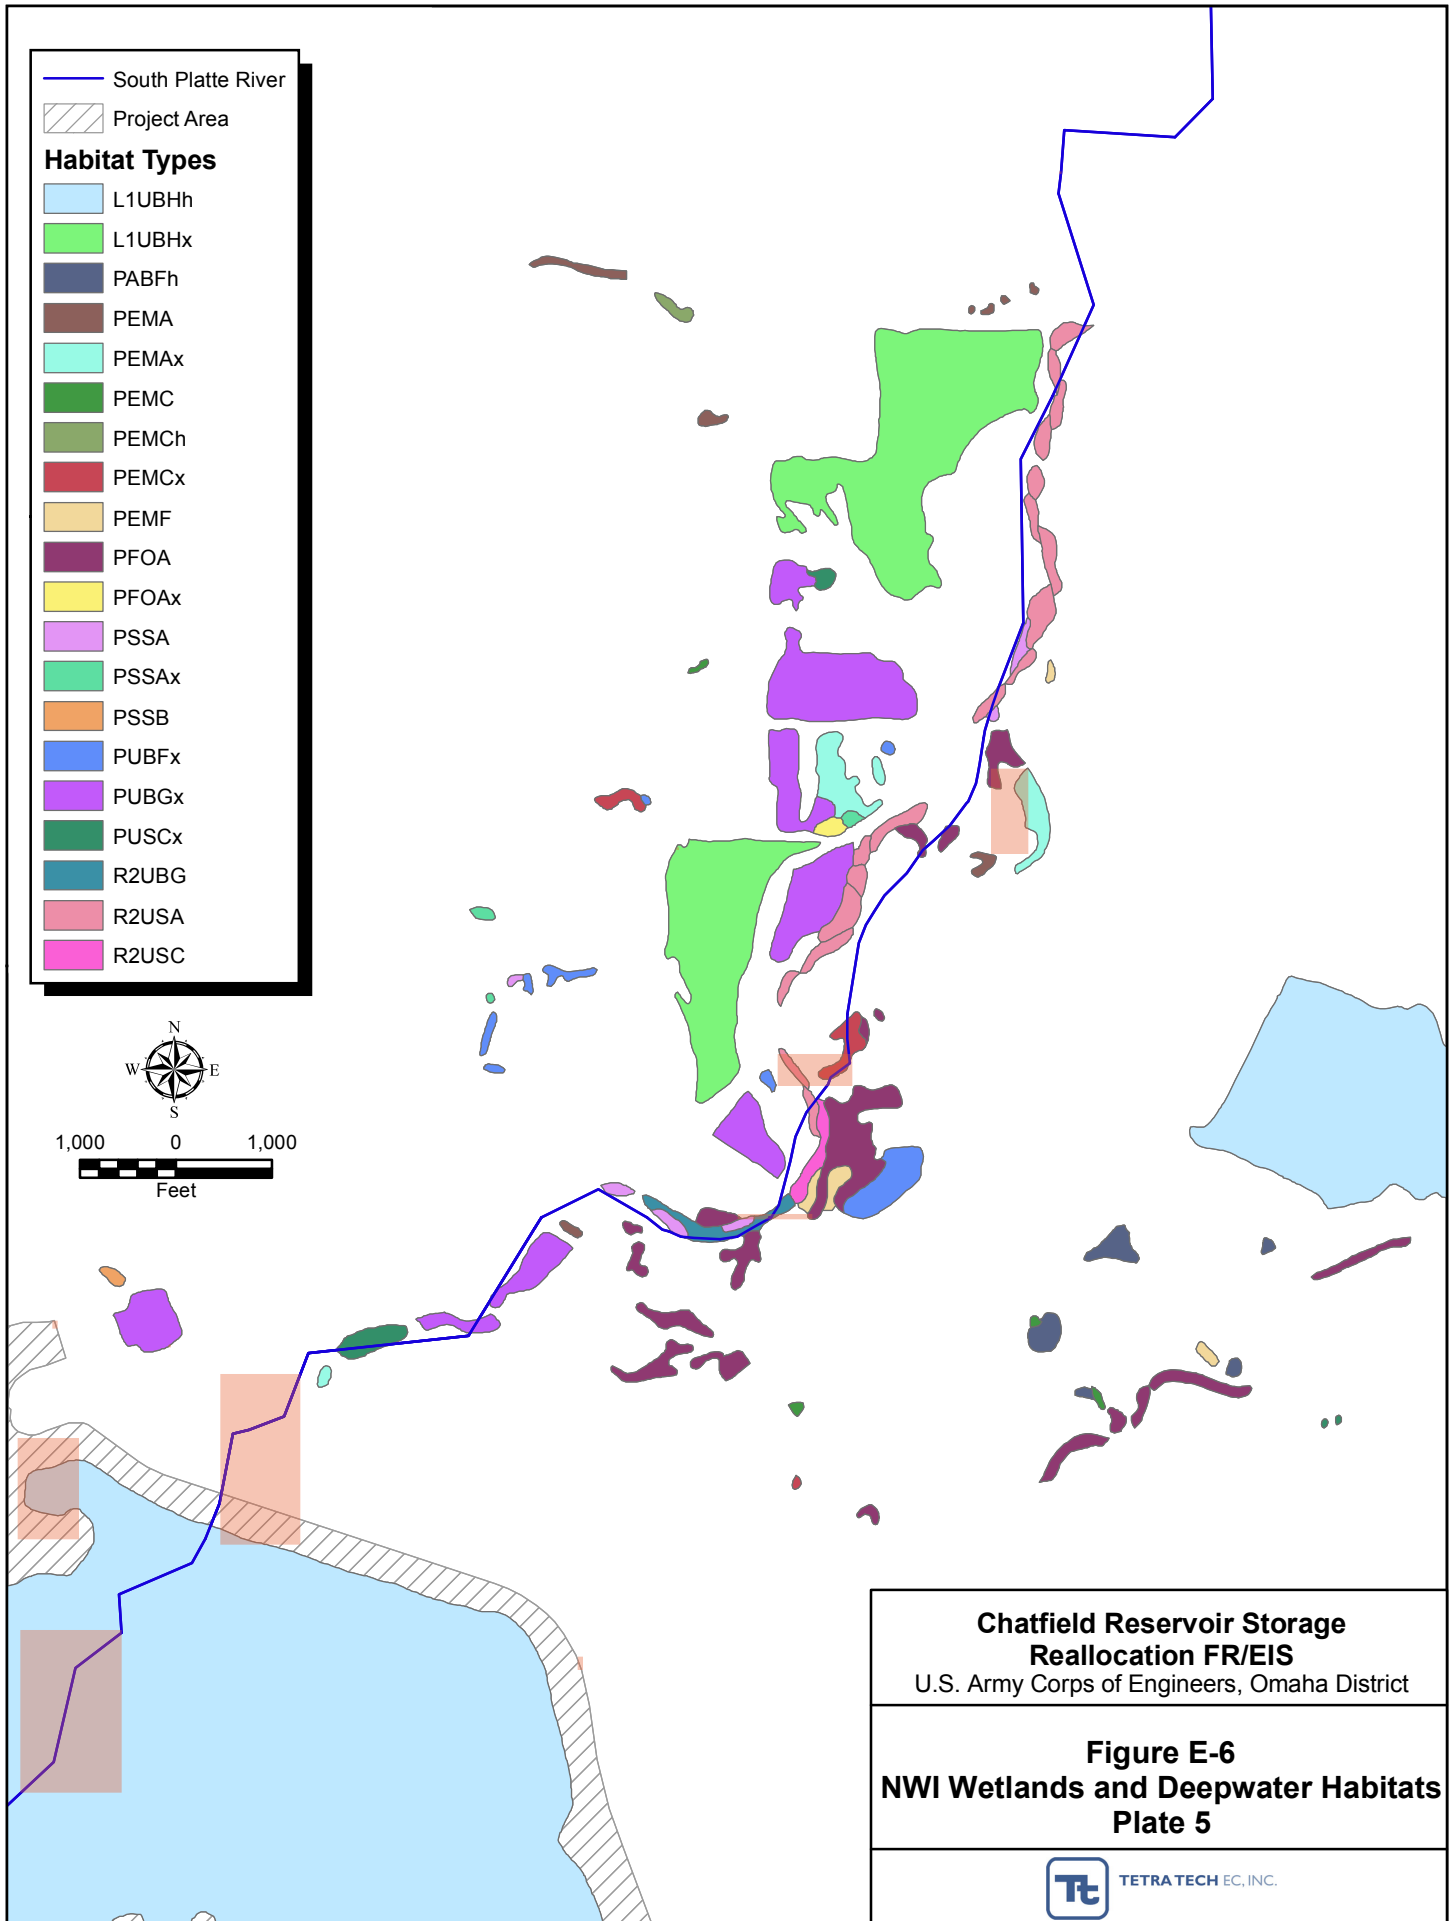 South Platte River
Project Area
Habitat Types
L1UBHh
L1UBHx
PABFh
PEMA
PEMAx
PEMC
PEMCh
PEMCx
PEMF
PFOA
PFOAx
PSSA
PSSAx
PSSB
PUBFx
PUBGx
PUSCx
R2UBG
R2USA
R2USC
N
W E
S
1,000 0 1,000
Feet
Chatfield Reservoir Storage
Reallocation FR/EIS
U.S. Army Corps of Engineers, Omaha District
Figure E-6
NWI Wetlands and Deepwater Habitats
Plate 5
Tt TETRA TECH EC, INC.